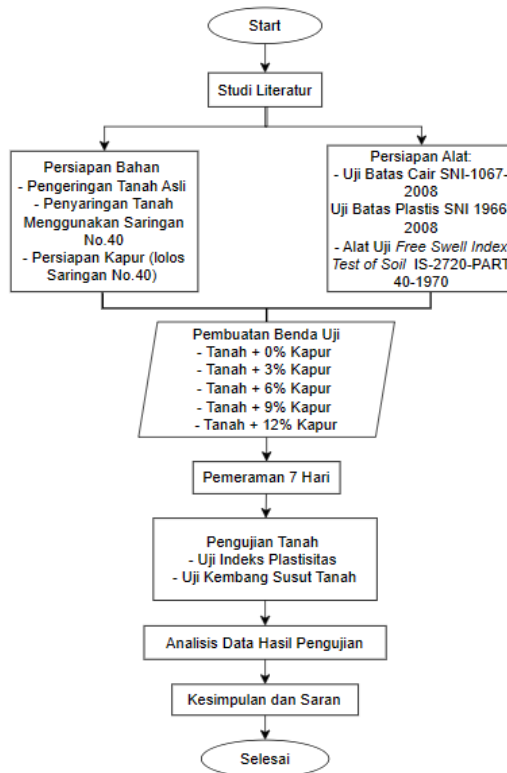 Start
Studi Literatur
Persiapan Bahan
- Pengeringan Tanah Asli
- Penyaringan Tanah
Menggunakan Saringan
No.40
- Persiapan Kapur (lolos
Saringan No.40)
Persiapan Alat:
- Uji Batas Cair SNI-1067-
2008
Uji Batas Plastis SNI 1966-
2008
- Alat Uji Free Swell Index
Test of Soil IS-2720-PART
40-1970
Pembuatan Benda Uji
- Tanah + 0% Kapur
- Tanah + 3% Kapur
- Tanah + 6% Kapur
- Tanah + 9% Kapur
- Tanah + 12% Kapur
Pemeraman 7 Hari
Pengujian Tanah
- Uji Indeks Plastisitas
- Uji Kembang Susut Tanah
Analisis Data Hasil Pengujian
Kesimpulan dan Saran
Selesai